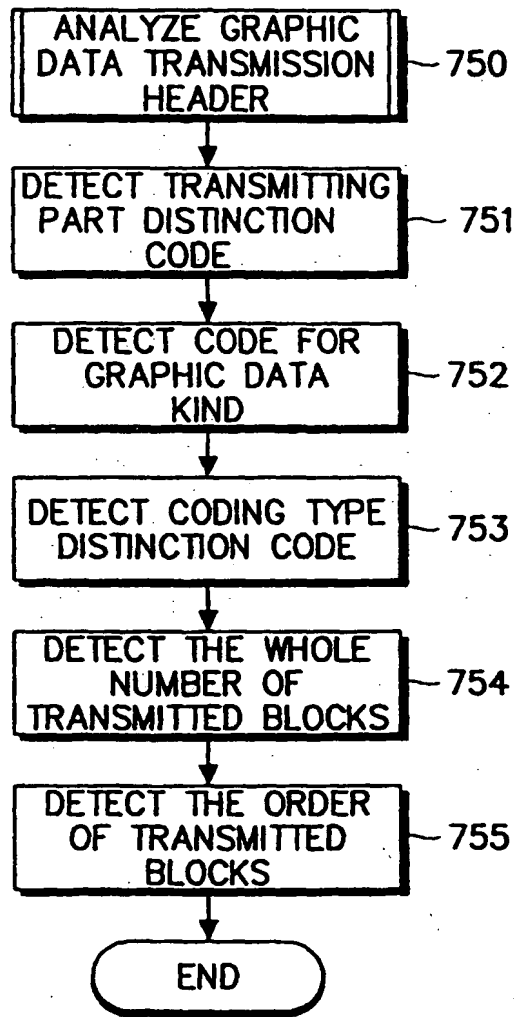 ANALYZE GRAPHIC
DATA TRANSMISSION
HEADER
750
DETECT TRANSMITTING
PART DISTINCTION
CODE
751
DETECT CODE FOR
GRAPHIC DATA
KIND
752
DETECT CODING TYPE
DISTINCTION CODE
753
DETECT THE WHOLE
NUMBER OF
TRANSMITTED BLOCKS
754
DETECT THE ORDER
OF TRANSMITTED
BLOCKS
755
END